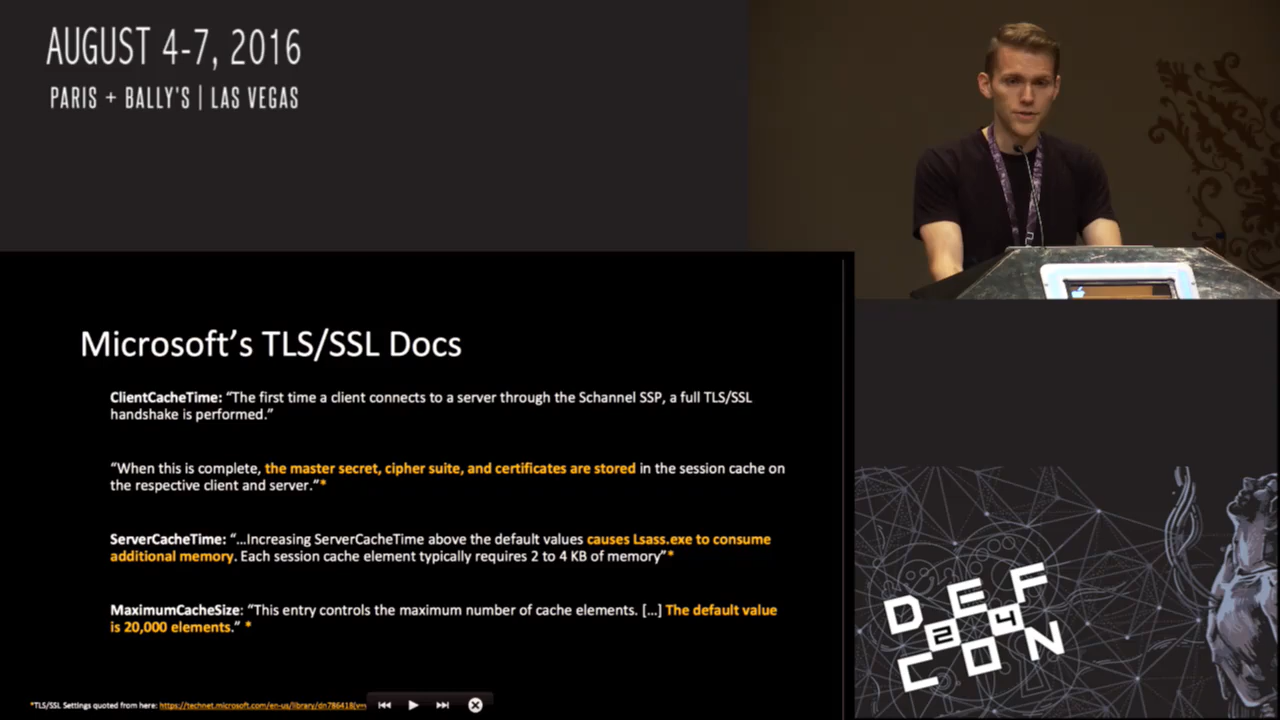 AUGUST 4-7, 2016
PARIS + BALLY'S | LAS VEGAS
Microsoft's TLS/SSL Docs
ClientCacheTime: “The first time a client connects to a server through the Schannel SSP, a full TLS/SSL
handshake is performed.”
“When this is complete, the master secret, cipher suite, and certificates are stored in the session cache on
the respective client and server.”*
ServerCacheTime: “…Increasing ServerCacheTime above the default values causes Lsass.exe to consume
additional memory. Each session cache element typically requires 2 to 4 KB of memory”*
MaximumCacheSize: “This entry controls the maximum number of cache elements. […] The default value
is 20,000 elements.” *
*TLS/SSL Settings quoted from here: https://technet.microsoft.com/en-us/library/dn786418(v=
DEF
24
CON